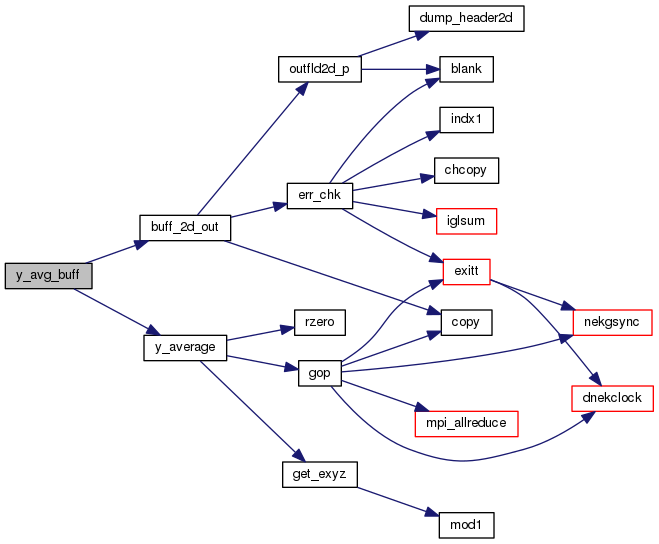 dump_header2d
outfld2d_p
blank
indx1
chcopy
err_chk
iglsum
buff_2d_out
exitt
y_avg_buff
rzero
copy
nekgsync
y_average
gop
dnekclock
mpi_allreduce
get_exyz
mod1